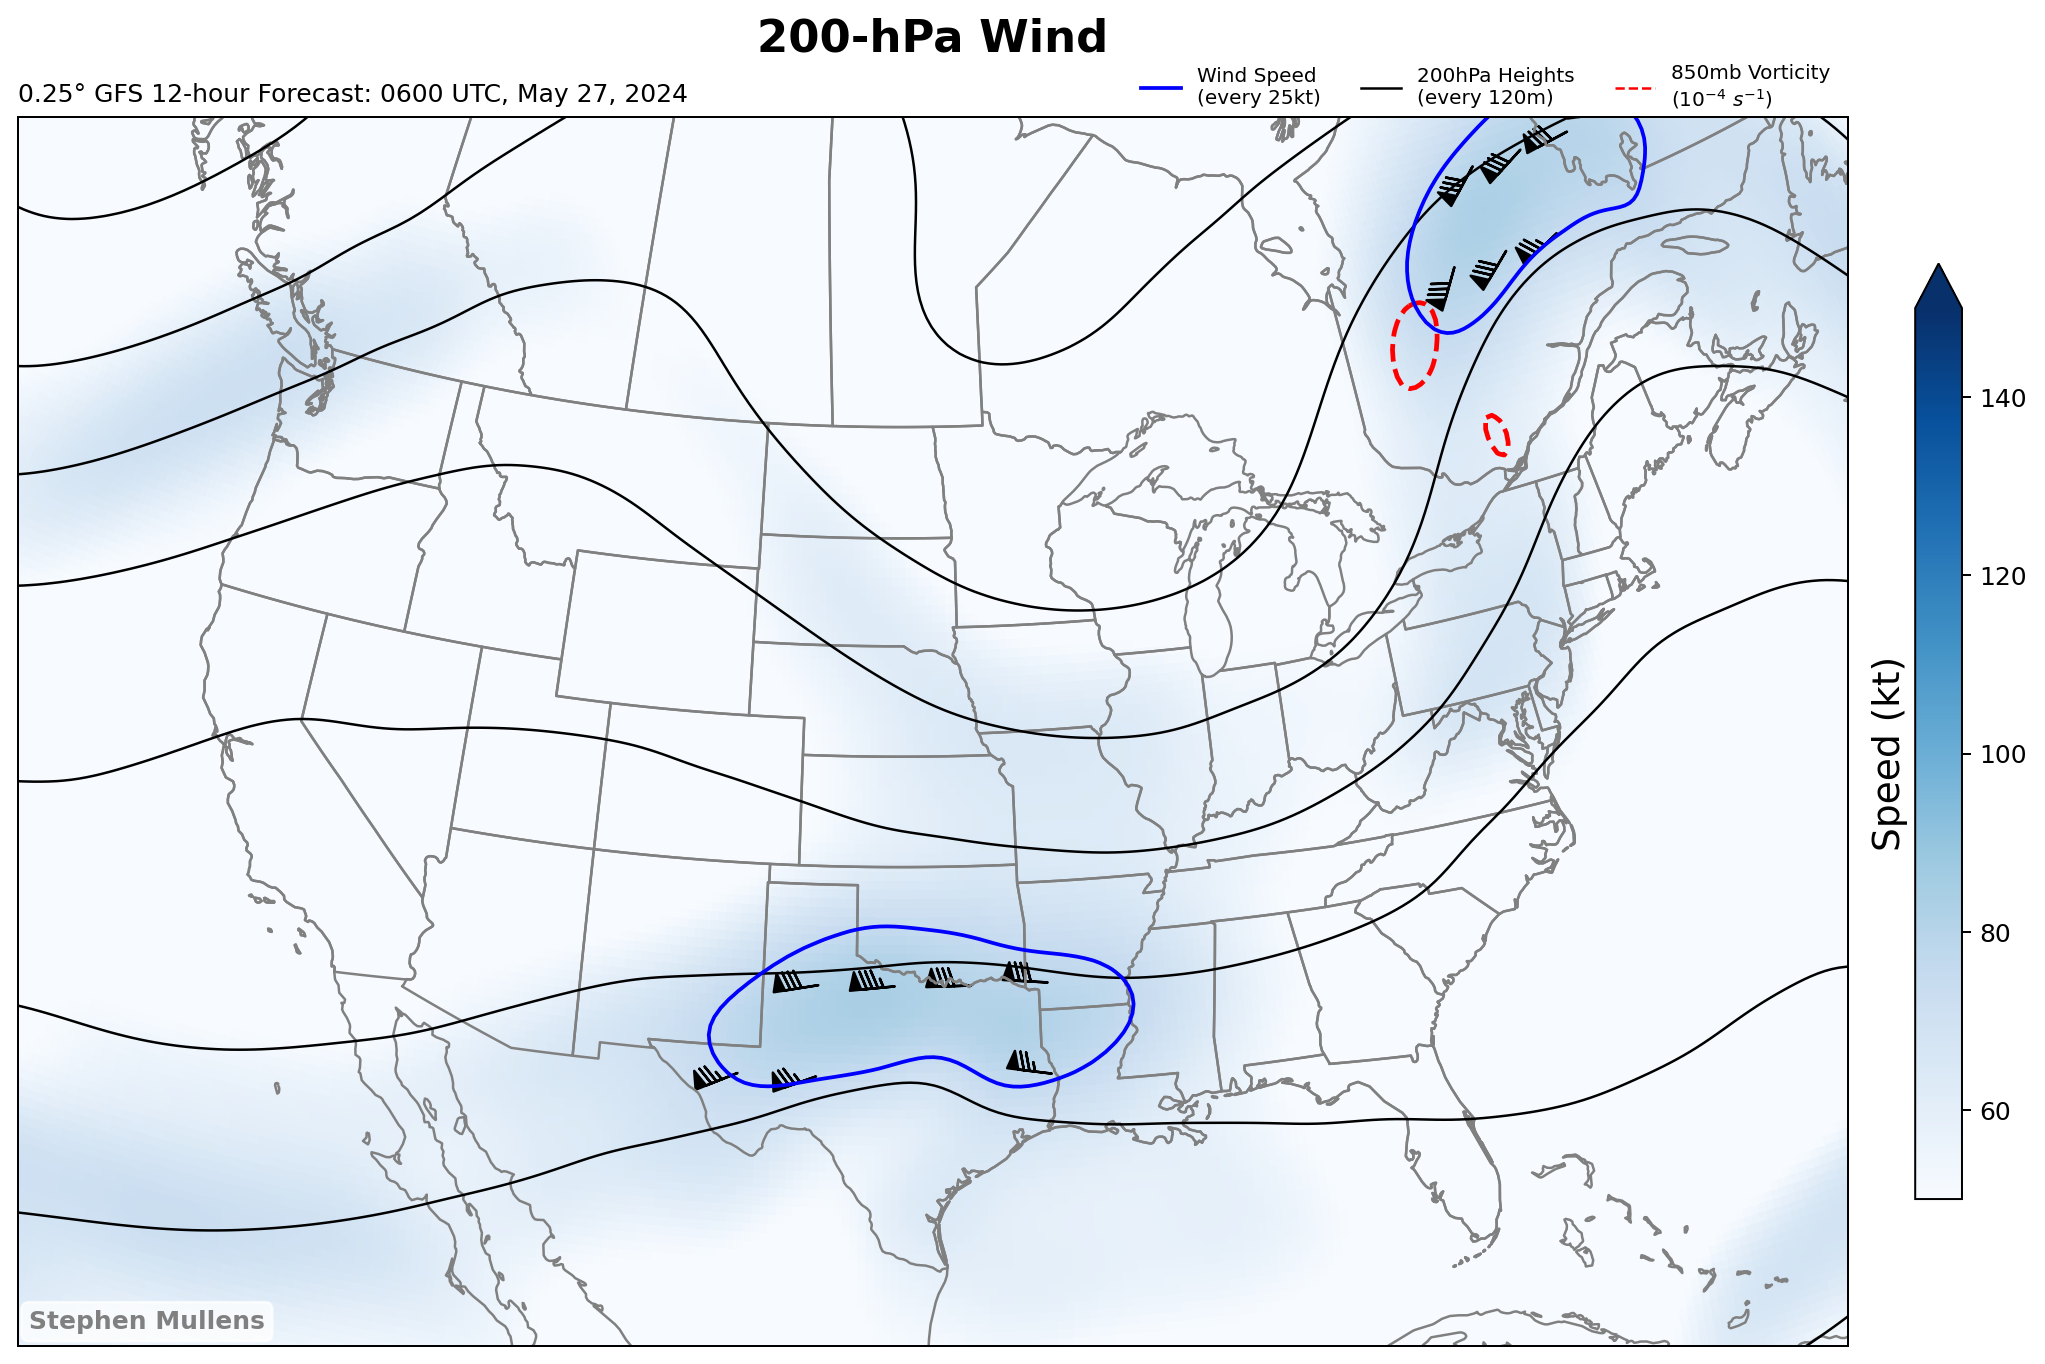 200-hPa Wind
0.25° GFS 12-hour Forecast: 0600 UTC, May 27, 2024
Wind Speed
(every 25kt)
200hPa Heights
(every 120m)
850mb Vorticity
(10⁻⁴ s⁻¹)
140
120
100
80
60
Speed (kt)
Stephen Mullens